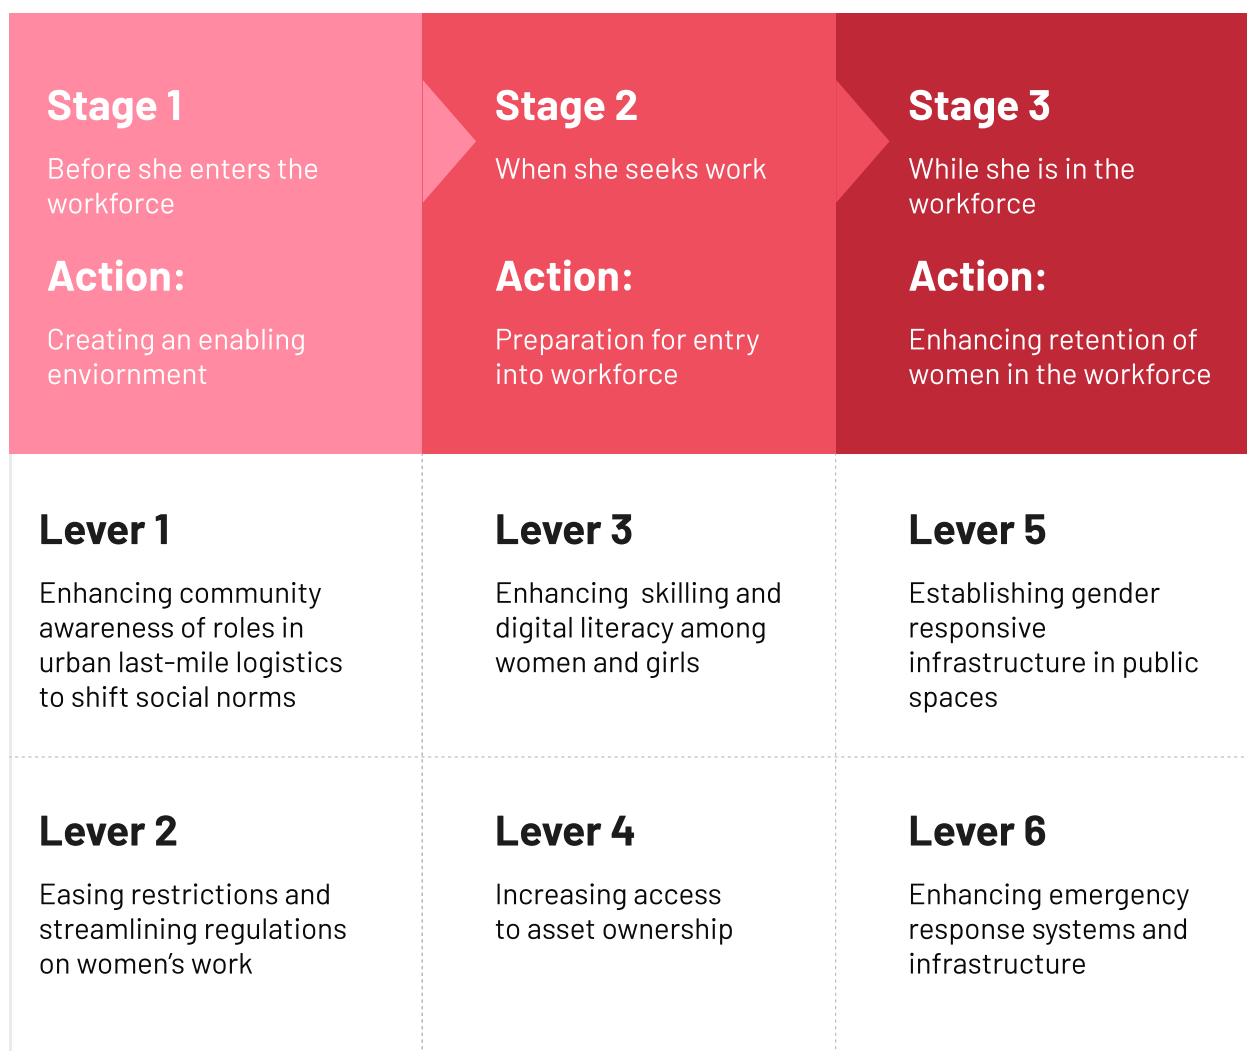 Stage 1
Before she enters the
workforce
Action:
Creating an enabling
enviornment
Stage 2
When she seeks work
Action:
Preparation for entry
into workforce
Stage 3
While she is in the
workforce
Action:
Enhancing retention of
women in the workforce
Lever 1
Enhancing community
awareness of roles in
urban last-mile logistics
to shift social norms
Lever 3
Enhancing  skilling and
digital literacy among
women and girls
Lever 5
Establishing gender
responsive
infrastructure in public
spaces
Lever 2
Easing restrictions and
streamlining regulations
on women’s work
Lever 4
Increasing access
to asset ownership
Lever 6
Enhancing emergency
response systems and
infrastructure